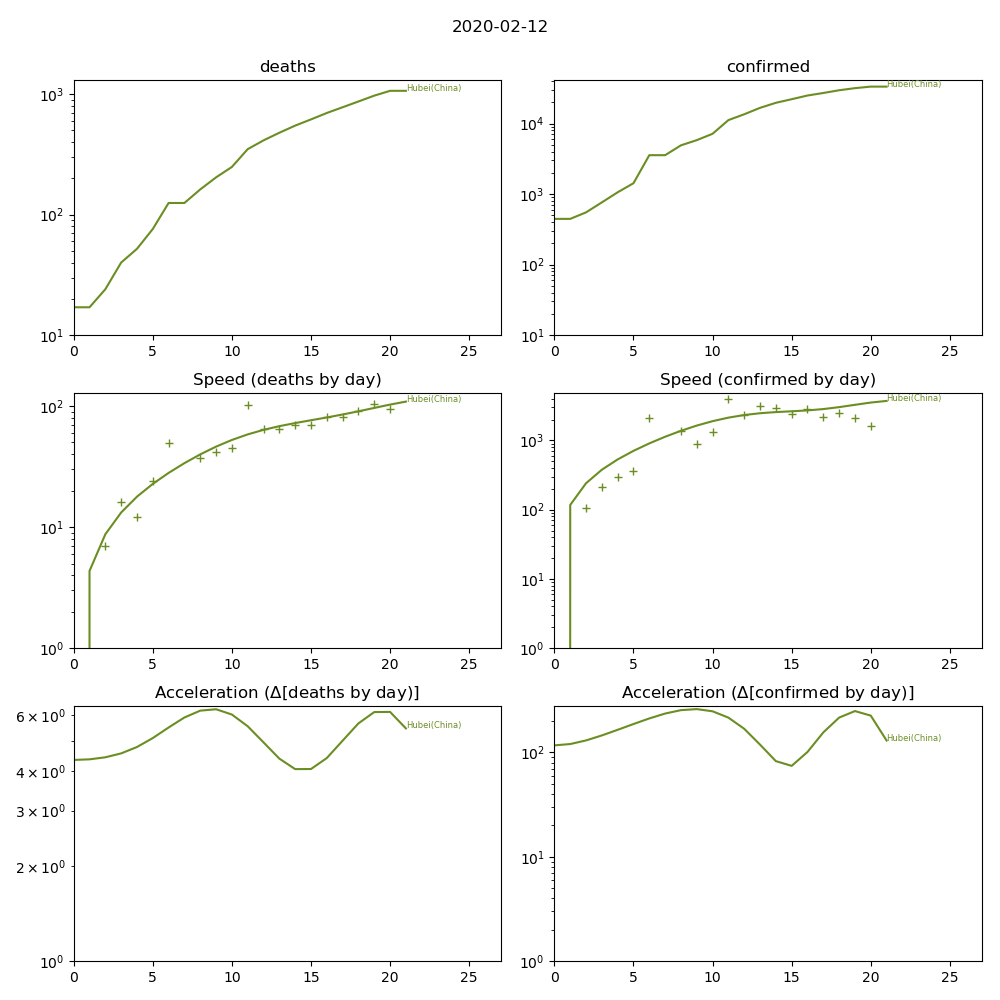 2020-02-12
deaths
confirmed
10³
10²
10¹
Hubei(China)
0 5 10 15 20 25
10⁴
10³
10²
10¹
Hubei(China)
0 5 10 15 20 25
Speed (deaths by day)
Speed (confirmed by day)
10²
10¹
10⁰
Hubei(China)
0 5 10 15 20 25
10³
10²
10¹
10⁰
Hubei(China)
0 5 10 15 20 25
Acceleration (Δ[deaths by day)]
Acceleration (Δ[confirmed by day)]
6 × 10⁰
4 × 10⁰
3 × 10⁰
2 × 10⁰
10⁰
Hubei(China)
0 5 10 15 20 25
10²
10¹
10⁰
Hubei(China)
0 5 10 15 20 25